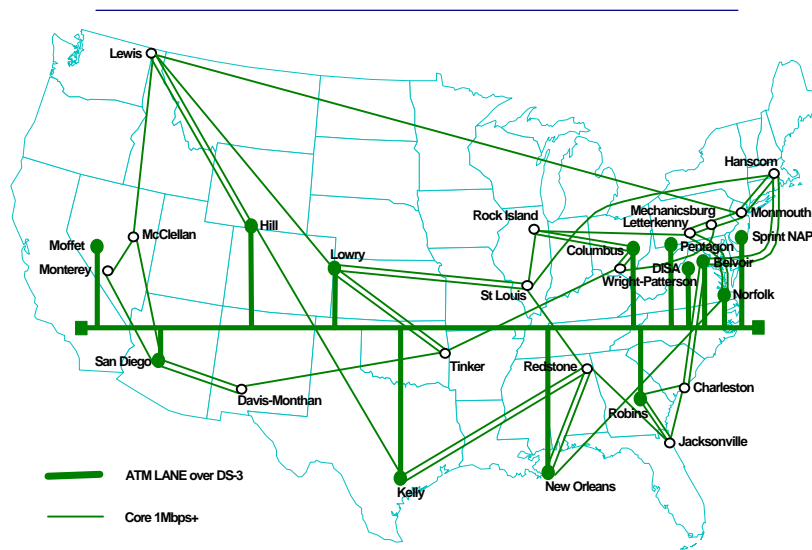 Lewis
Hanscom
Mechanicsburg
Monmouth
Rock Island
Letterkenny
Hill
McClellan
Sprint NAP
Moffet
Columbus
Pentagon
Lowry
Belvoir
Monterey
DISA
Wright-Patterson
St Louis
Norfolk
San Diego
Tinker
Redstone
Charleston
Davis-Monthan
Robins
Jacksonville
ATM LANE over DS-3
New Orleans
Kelly
Core 1Mbps+